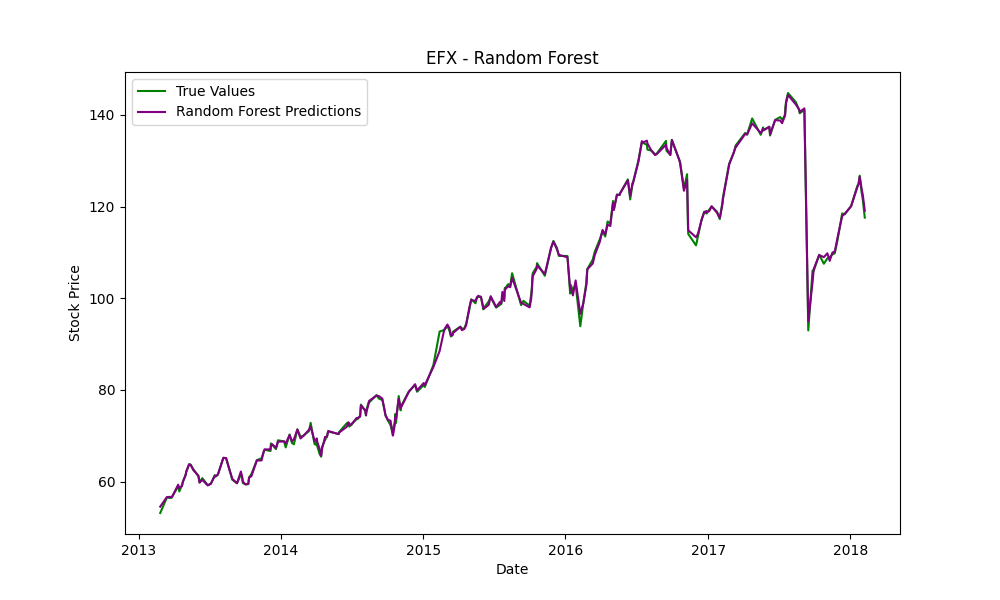 EFX - Random Forest
True Values
Random Forest Predictions
Stock Price
140
120
100
80
60
2013 2014 2015 2016 2017 2018
Date